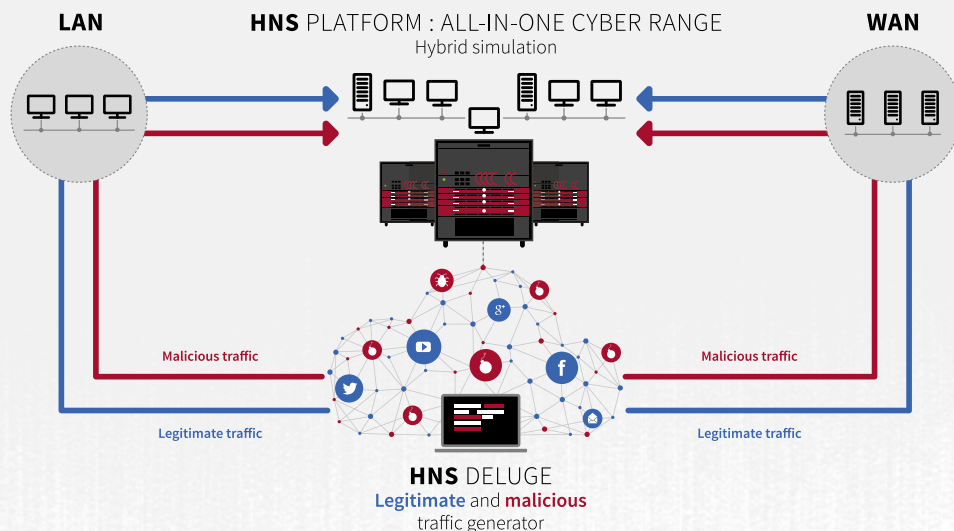 LAN
HNS PLATFORM : ALL-IN-ONE CYBER RANGE
Hybrid simulation
WAN
g+
f
Malicious traffic
Malicious traffic
Legitimate traffic
Legitimate traffic
HNS DELUGE
Legitimate and malicious
traffic generator